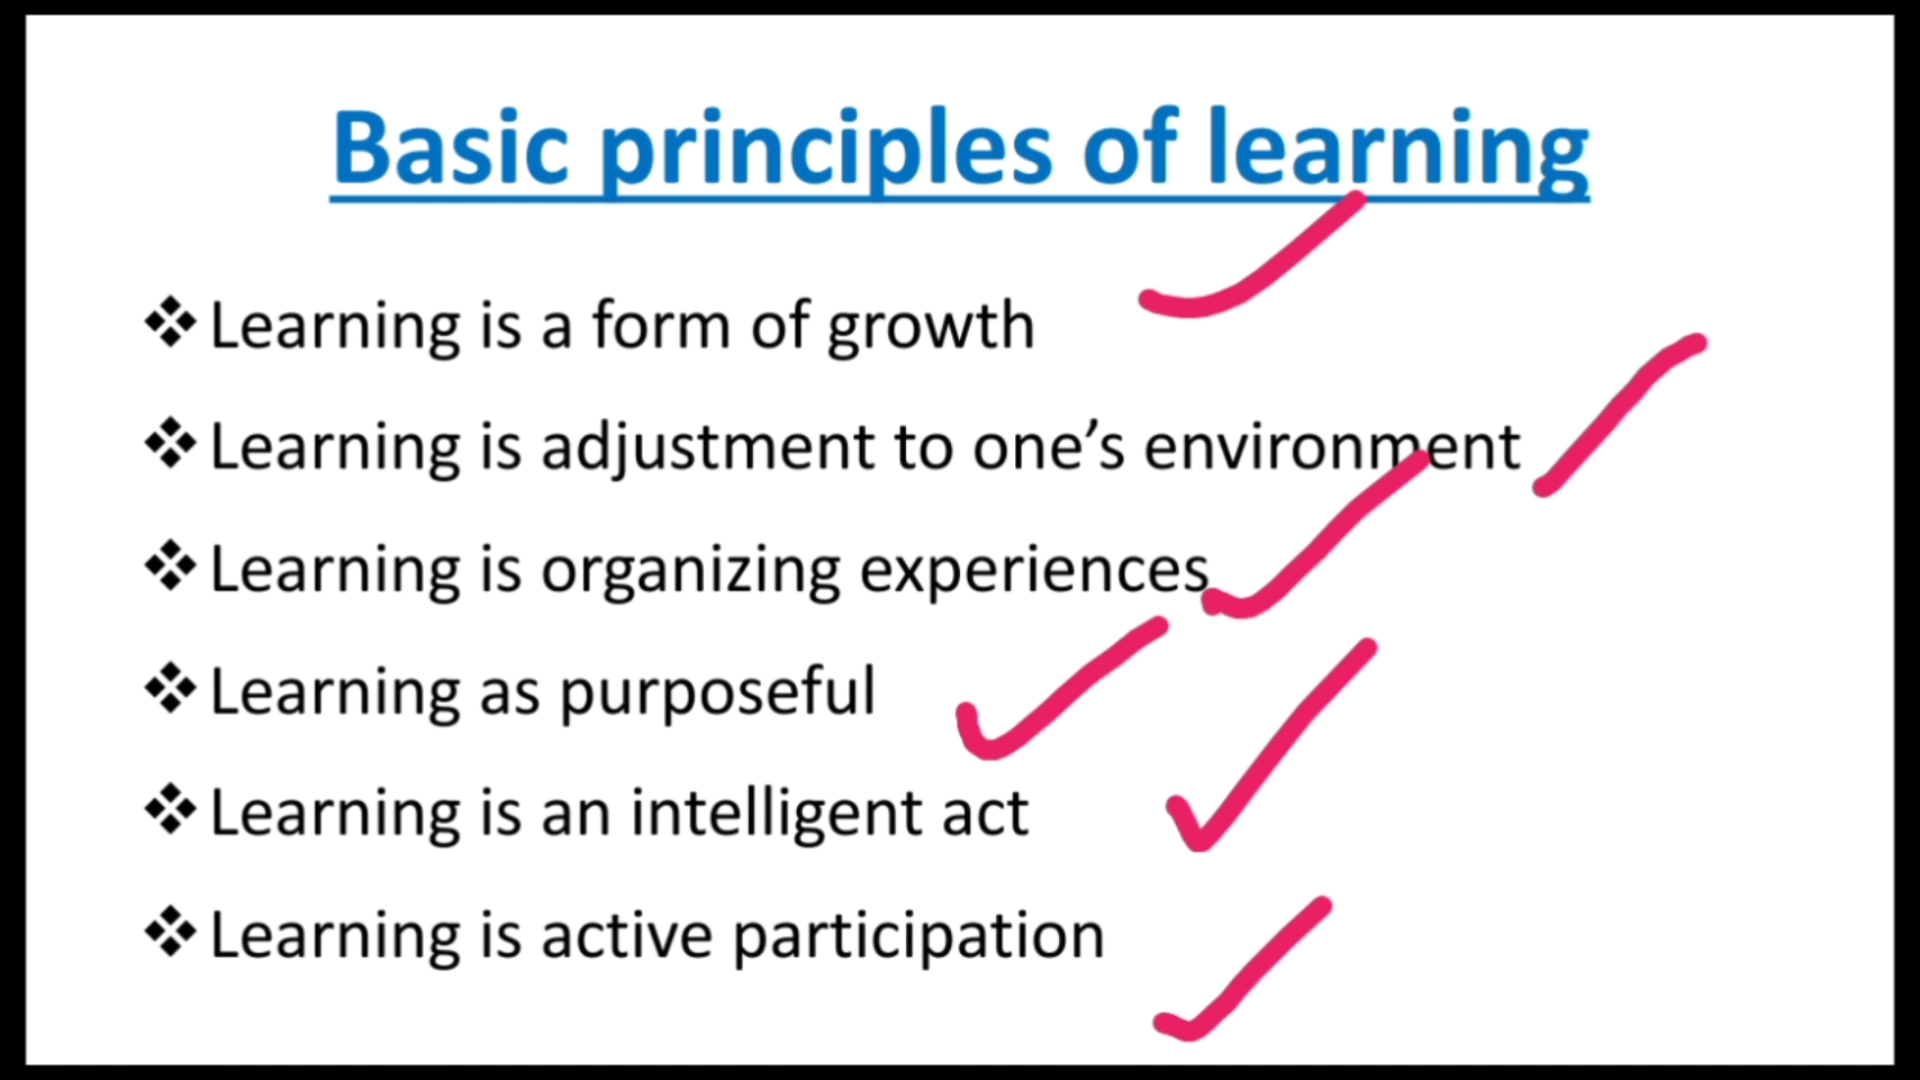 Basic principles of learning
❖ Learning is a form of growth
❖ Learning is adjustment to one’s environment
❖ Learning is organizing experiences
❖ Learning as purposeful
❖ Learning is an intelligent act
❖ Learning is active participation